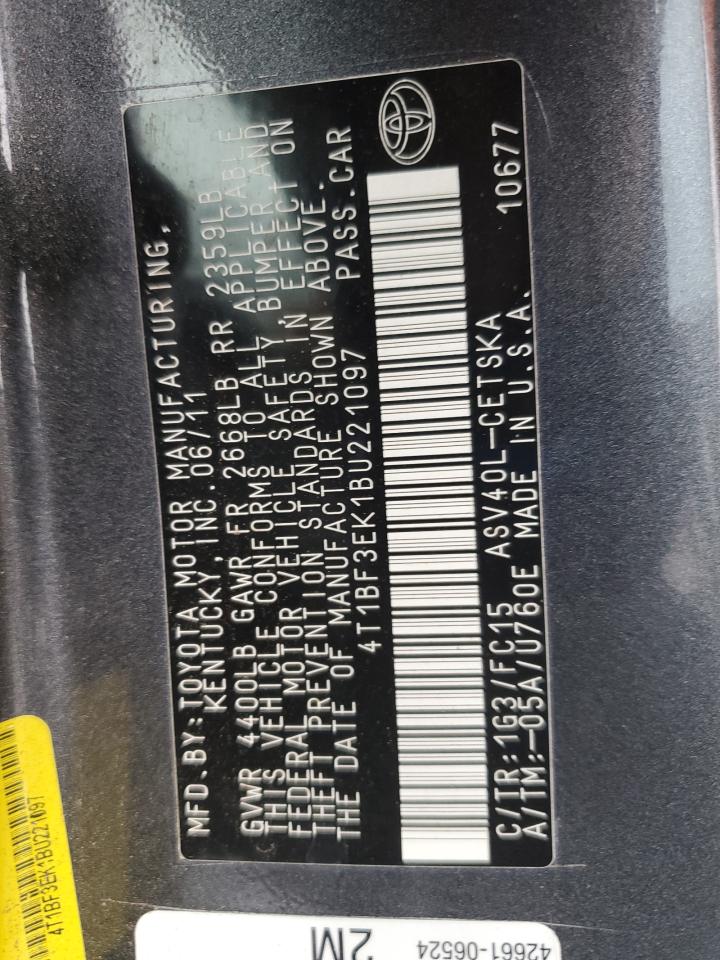 MFD.BY:TOYOTA MOTOR MANUFACTURING,
KENTUCKY, INC.06/11
GVWR 4400LB GAWR FR 2668LB RR 2359LB
THIS VEHICLE CONFORMS TO ALL APPLICABLE
FEDERAL MOTOR VEHICLE SAFETY, BUMPER AND
THEFT PREVENTION STANDARDS IN EFFECT ON
THE DATE OF MANUFACTURE SHOWN ABOVE.
4T1BF3EK1BU221097 PASS.CAR
C/TR:1G3/FC15 ASV40L-CETSKA 10677
A/TM:-05A/U760E MADE IN U.S.A.
4T1BF3EK1BU221097
42661-06524
2M